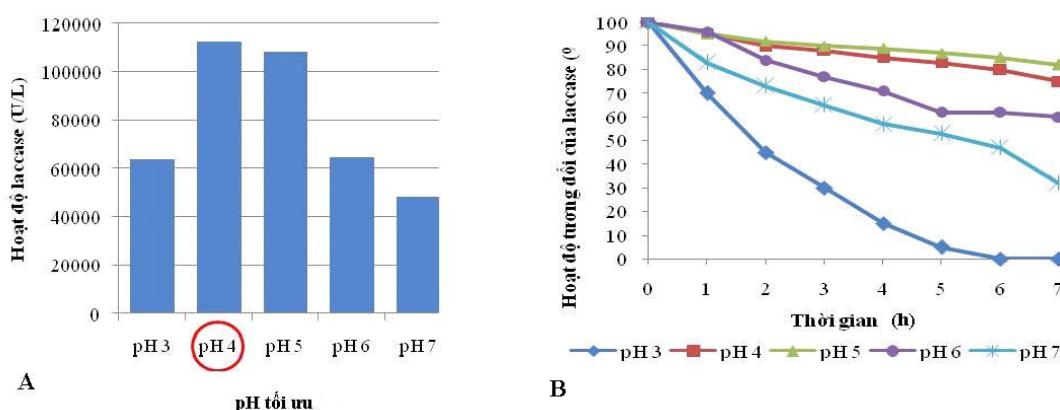 Hoạt độ laccase (U/L)
120000
100000
80000
60000
40000
20000
0
pH 3 pH 4 pH 5 pH 6 pH 7
A
pH tối ưu
Hoạt độ tương đối của laccase (
100
90
80
70
60
50
40
30
20
10
0
0 1 2 3 4 5 6 7
Thời gian (h)
pH 3 pH 4 pH 5 pH 6 pH 7
B